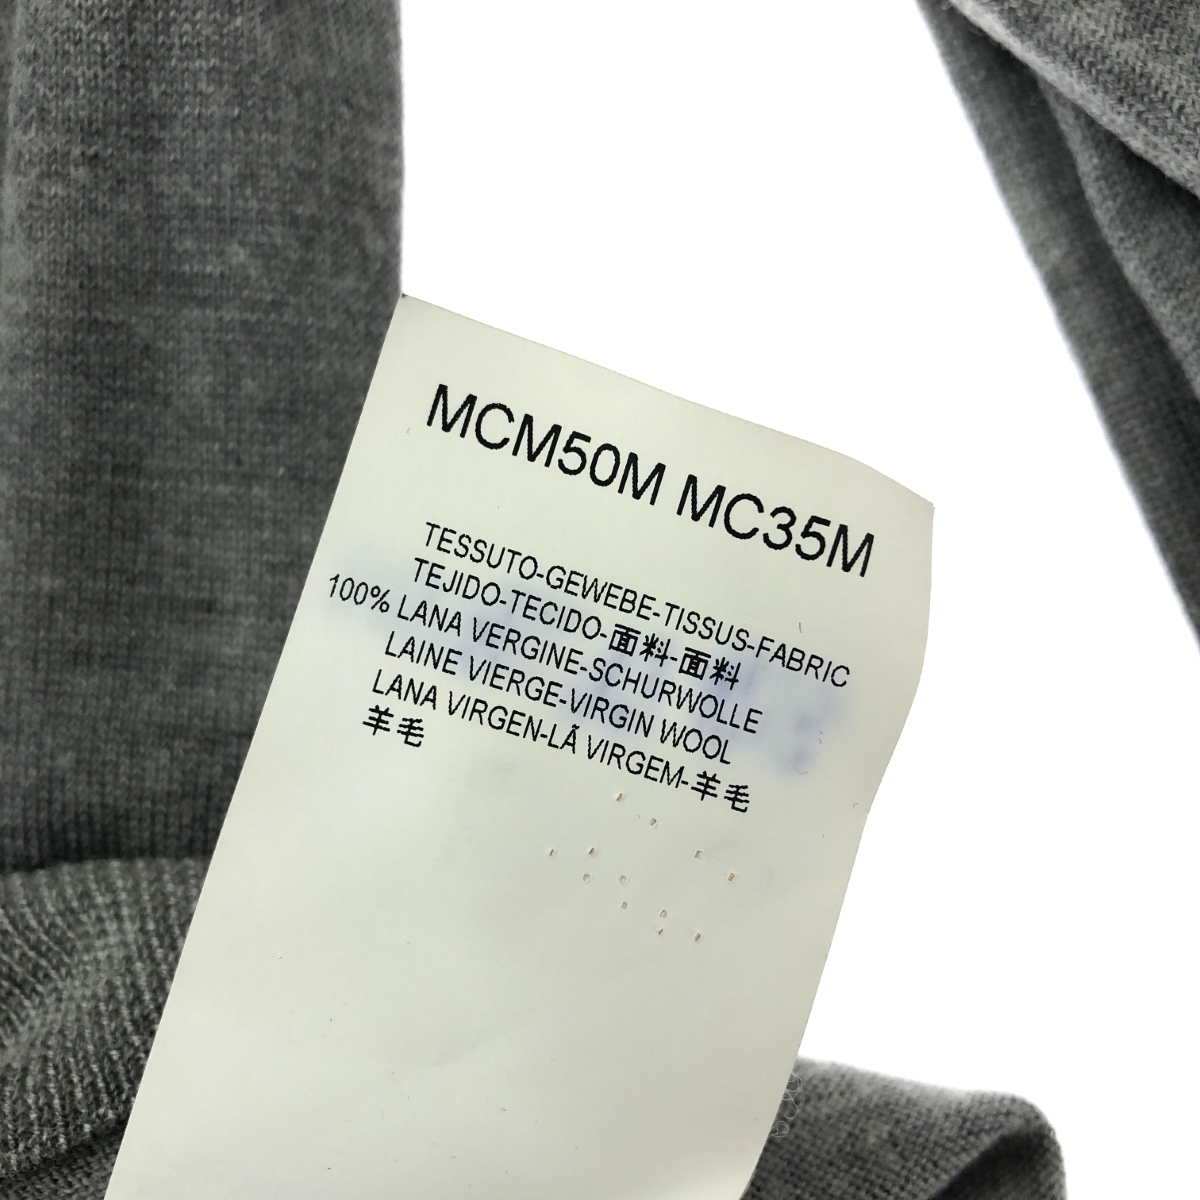 MCM50M MC35M
TESSUTO-GEWEBE-TISSUS-FABRIC
TEJIDO-TECIDO-面料-面料
100% LANA VERGINE-SCHURWOLLE
LAINE VIERGE-VIRGIN WOOL
LANA VIRGEN-LÃ VIRGEM-羊毛
羊毛